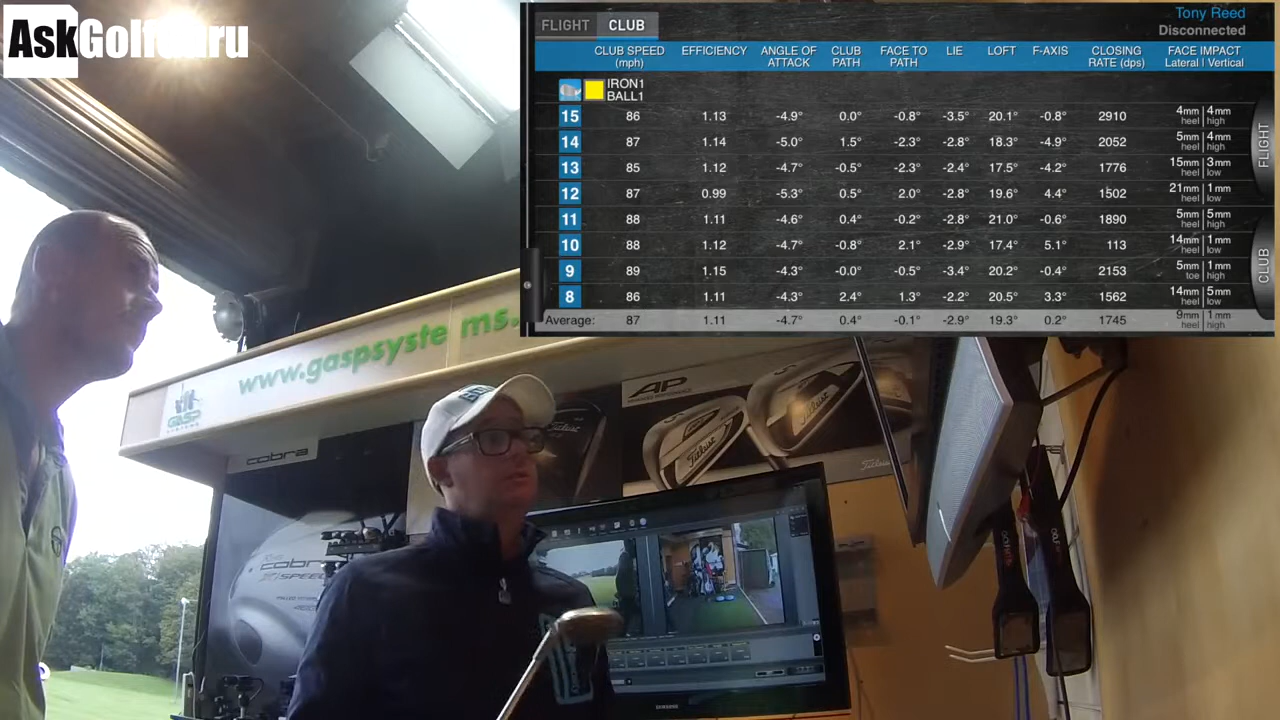 AskGolfGuru
Tony Reed
Disconnected
FLIGHT CLUB
CLUB SPEED (mph) EFFICIENCY ANGLE OF ATTACK CLUB PATH FACE TO PATH LIE LOFT F-AXIS CLOSING RATE (dps) FACE IMPACT Lateral | Vertical
IRON1
BALL1
15 86 1.13 -4.9° 0.0° -0.8° -3.5° 20.1° -0.8° 2910 4mm heel | 4mm high
14 87 1.14 -5.0° 1.5° -2.3° -2.8° 18.3° -4.9° 2052 5mm heel | 4mm high
13 85 1.12 -4.7° -0.5° -2.3° -2.4° 17.5° -4.2° 1776 15mm heel | 3mm low
12 87 0.99 -5.3° 0.5° 2.0° -2.8° 19.6° 4.4° 1502 21mm heel | 1mm low
11 88 1.11 -4.6° 0.4° -0.2° -2.8° 21.0° -0.6° 1890 5mm heel | 5mm high
10 88 1.12 -4.7° -0.8° 2.1° -2.9° 17.4° 5.1° 113 14mm heel | 1mm low
9 89 1.15 -4.3° -0.0° -0.5° -3.4° 20.2° -0.4° 2153 5mm toe | 1mm high
8 86 1.11 -4.3° 2.4° 1.3° -2.2° 20.5° 3.3° 1562 14mm heel | 5mm low
Average: 87 1.11 -4.7° 0.4° -0.1° -2.9° 19.3° 0.2° 1745 9mm heel | 1mm high
FLIGHT
CLUB
www.gaspsyste ms.
GASP
SYSTEMS
cobra
AP
Titleist
Titleist
Titleist
Titleist
cobra
SPEED
SAMSUNG